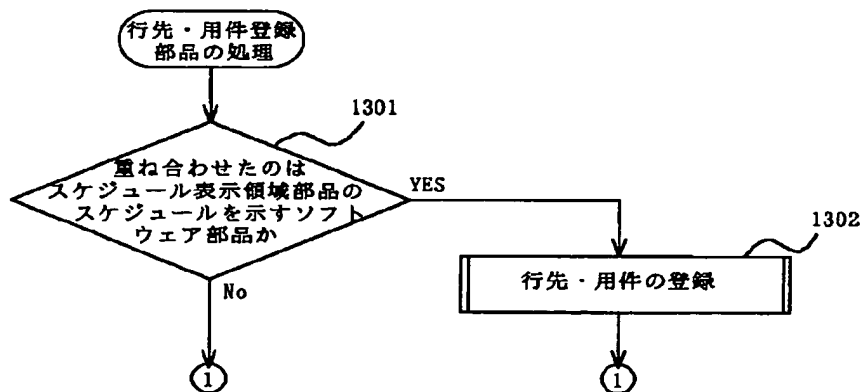 行先・用件登録
部品の処理
1301
重ね合わせたのは
スケジュール表示領域部品の
スケジュールを示すソフト
ウェア部品か
YES
1302
行先・用件の登録
No
1
1